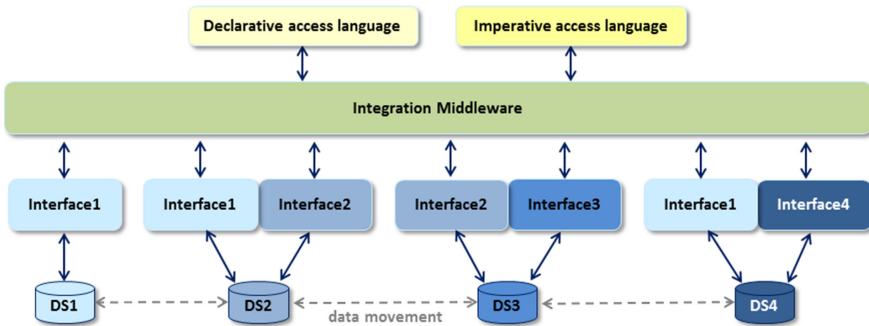 Declarative access language
Imperative access language
Integration Middleware
Interface1
Interface1
Interface2
Interface2
Interface3
Interface1
Interface4
DS1
DS2
DS3
DS4
data movement